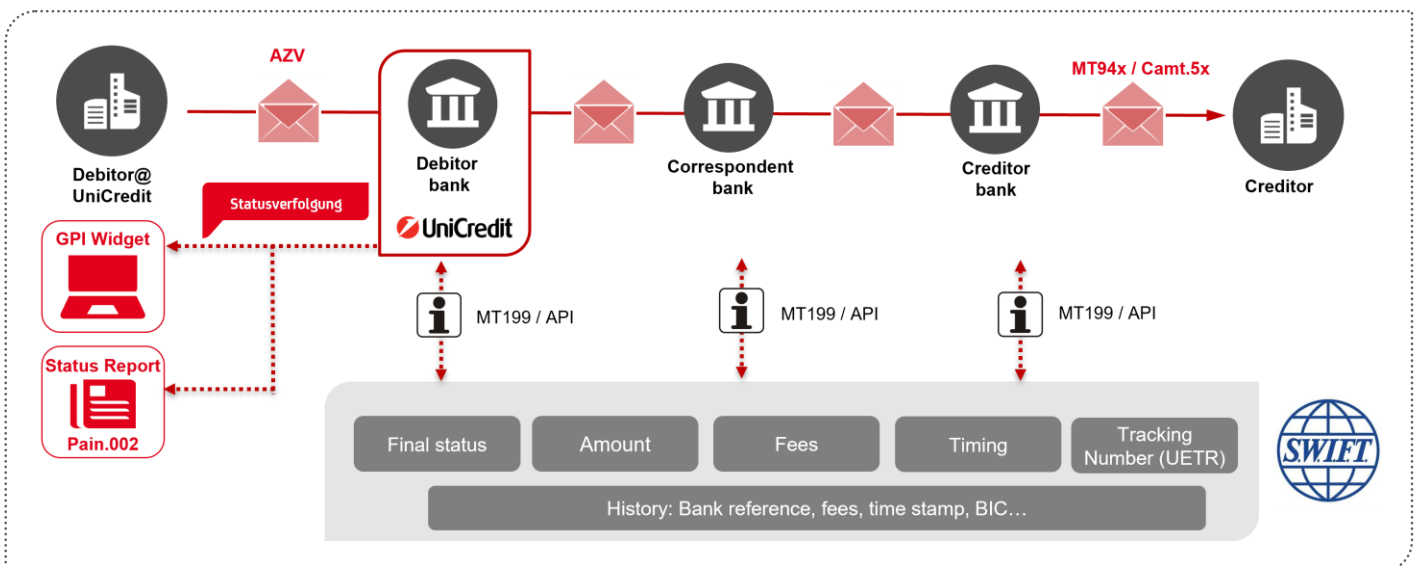 AZV
MT94x / Camt.5x
Debitor@
UniCredit
Debitor
bank
UniCredit
Correspondent
bank
Creditor
bank
Creditor
Statusverfolgung
GPI Widget
Status Report
Pain.002
MT199 / API
MT199 / API
MT199 / API
Final status
Amount
Fees
Timing
Tracking
Number (UETR)
History: Bank reference, fees, time stamp, BIC…
S.W.I.F.T.